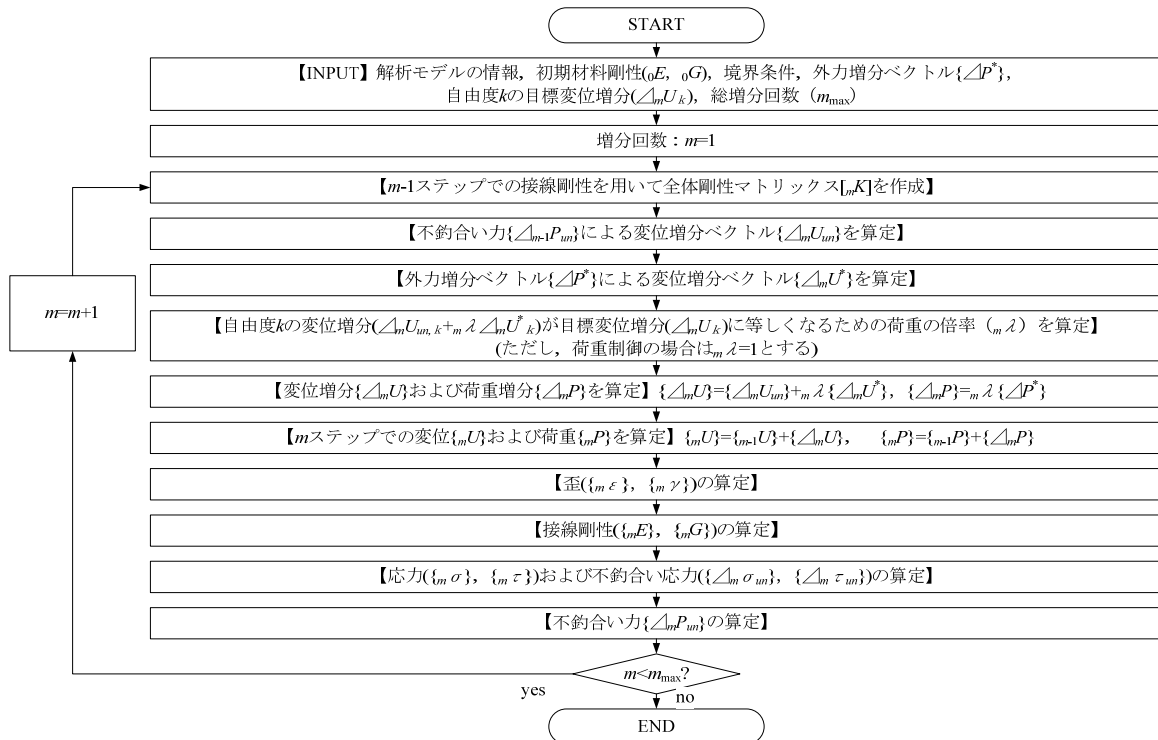 START
【INPUT】解析モデルの情報，初期材料剛性(₀E，₀G)，境界条件，外力増分ベクトル{⊿P*}，
自由度kの目標変位増分(⊿ₘUₖ)，総増分回数（mmax）
増分回数：m=1
【m-1ステップでの接線剛性を用いて全体剛性マトリックス[ₘK]を作成】
【不釣合い力{⊿m-1Pun}による変位増分ベクトル{⊿mUun}を算定】
【外力増分ベクトル{⊿P*}による変位増分ベクトル{⊿mU*}を算定】
m=m+1
【自由度kの変位増分(⊿mUun, k+mλ⊿mU*k)が目標変位増分(⊿mUk)に等しくなるための荷重の倍率（mλ）を算定】
(ただし，荷重制御の場合はmλ=1とする)
【変位増分{⊿mU}および荷重増分{⊿mP}を算定】{⊿mU}={⊿mUun}+mλ{⊿mU*}，{⊿mP}=mλ{⊿P*}
【mステップでの変位{mU}および荷重{mP}を算定】{mU}={m-1U}+{⊿mU}，　{mP}={m-1P}+{⊿mP}
【歪({mε}，{mγ})の算定】
【接線剛性({mE}，{mG})の算定】
【応力({mσ}，{mτ})および不釣合い応力({⊿mσun}，{⊿mτun})の算定】
【不釣合い力{⊿mPun}の算定】
m<mmax?
yes
no
END